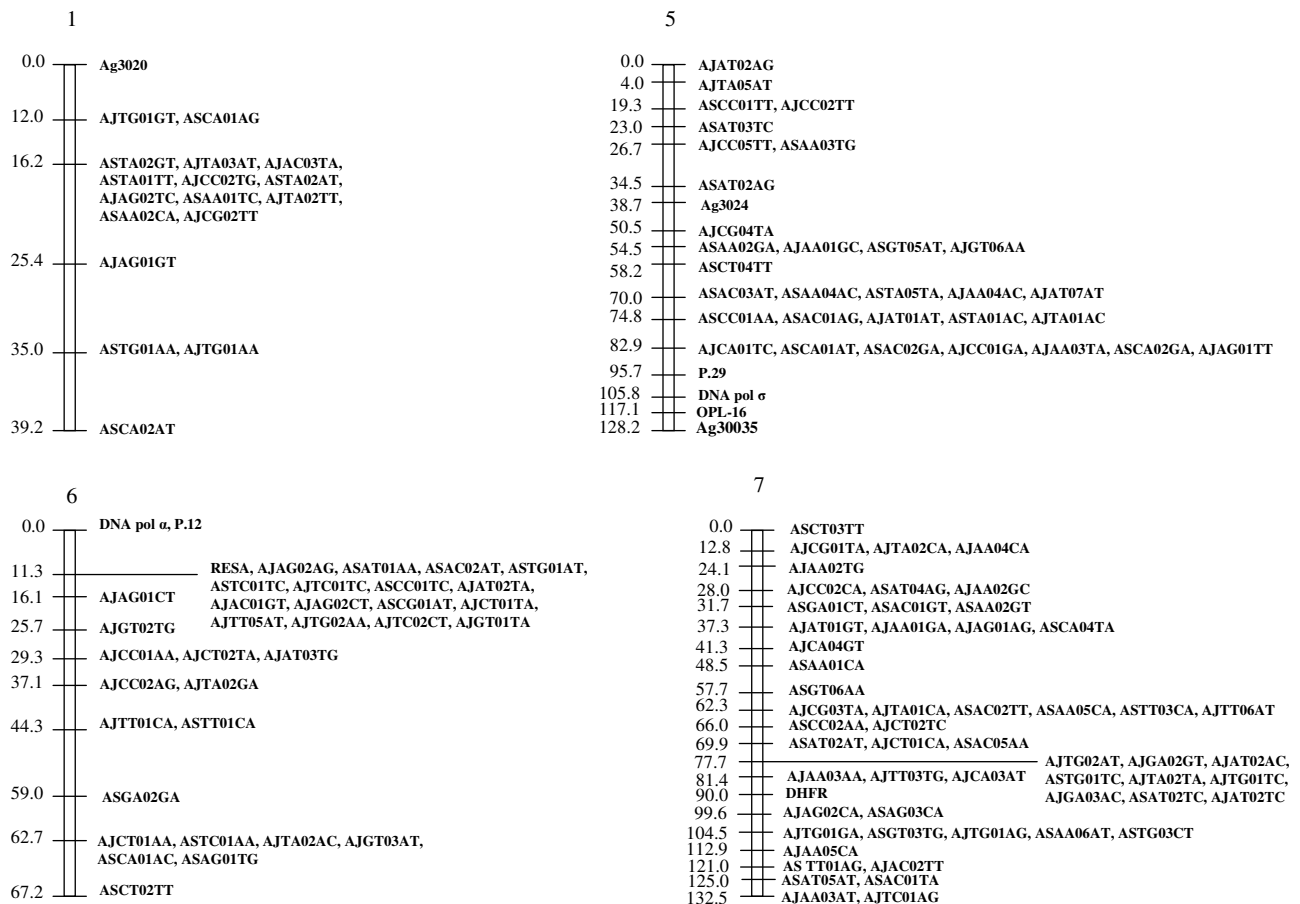 1
0.0 Ag3020
12.0 AJTG01GT, ASCA01AG
16.2 ASTA02GT, AJTA03AT, AJAC03TA,
ASTA01TT, AJCC02TG, ASTA02AT,
AJAG02TC, ASAA01TC, AJTA02TT,
ASAA02CA, AJCG02TT
25.4 AJAG01GT
35.0 ASTG01AA, AJTG01AA
39.2 ASCA02AT
5
0.0 AJAT02AG
4.0 AJTA05AT
19.3 ASCC01TT, AJCC02TT
23.0 ASAT03TC
26.7 AJCC05TT, ASAA03TG
34.5 ASAT02AG
38.7 Ag3024
50.5 AJCG04TA
54.5 ASAA02GA, AJAA01GC, ASGT05AT, AJGT06AA
58.2 ASCT04TT
70.0 ASAC03AT, ASAA04AC, ASTA05TA, AJAA04AC, AJAT07AT
74.8 ASCC01AA, ASAC01AG, AJAT01AT, ASTA01AC, AJTA01AC
82.9 AJCA01TC, ASCA01AT, ASAC02GA, AJCC01GA, AJAA03TA, ASCA02GA, AJAG01TT
95.7 P.29
105.8 DNA pol σ
117.1 OPL-16
128.2 Ag30035
6
0.0 DNA pol α, P.12
11.3 RESA, AJAG02AG, ASAT01AA, ASAC02AT, ASTG01AT,
ASTC01TC, AJTC01TC, ASCC01TC, AJAT02TA,
AJAC01GT, AJAG02CT, ASCG01AT, AJCT01TA,
AJTT05AT, AJTG02AA, AJTC02CT, AJGT01TA
16.1 AJAG01CT
25.7 AJGT02TG
29.3 AJCC01AA, AJCT02TA, AJAT03TG
37.1 AJCC02AG, AJTA02GA
44.3 AJTT01CA, ASTT01CA
59.0 ASGA02GA
62.7 AJCT01AA, ASTC01AA, AJTA02AC, AJGT03AT,
ASCA01AC, ASAG01TG
67.2 ASCT02TT
7
0.0 ASCT03TT
12.8 AJCG01TA, AJTA02CA, AJAA04CA
24.1 AJAA02TG
28.0 AJCC02CA, ASAT04AG, AJAA02GC
31.7 ASGA01CT, ASAC01GT, ASAA02GT
37.3 AJAT01GT, AJAA01GA, AJAG01AG, ASCA04TA
41.3 AJCA04GT
48.5 ASAA01CA
57.7 ASGT06AA
62.3 AJCG03TA, AJTA01CA, ASAC02TT, ASAA05CA, ASTT03CA, AJTT06AT
66.0 ASCC02AA, AJCT02TC
69.9 ASAT02AT, AJCT01CA, ASAC05AA
77.7 AJTG02AT, AJGA02GT, AJAT02AC,
ASTG01TC, AJTA02TA, AJTG01TC,
AJGA03AC, ASAT02TC, AJAT02TC
81.4 AJAA03AA, AJTT03TG, AJCA03AT
90.0 DHFR
99.6 AJAG02CA, ASAG03CA
104.5 AJTG01GA, ASGT03TG, AJTG01AG, ASAA06AT, ASTG03CT
112.9 AJAA05CA
121.0 AS TT01AG, AJAC02TT
125.0 ASAT05AT, ASAC01TA
132.5 AJAA03AT, AJTC01AG